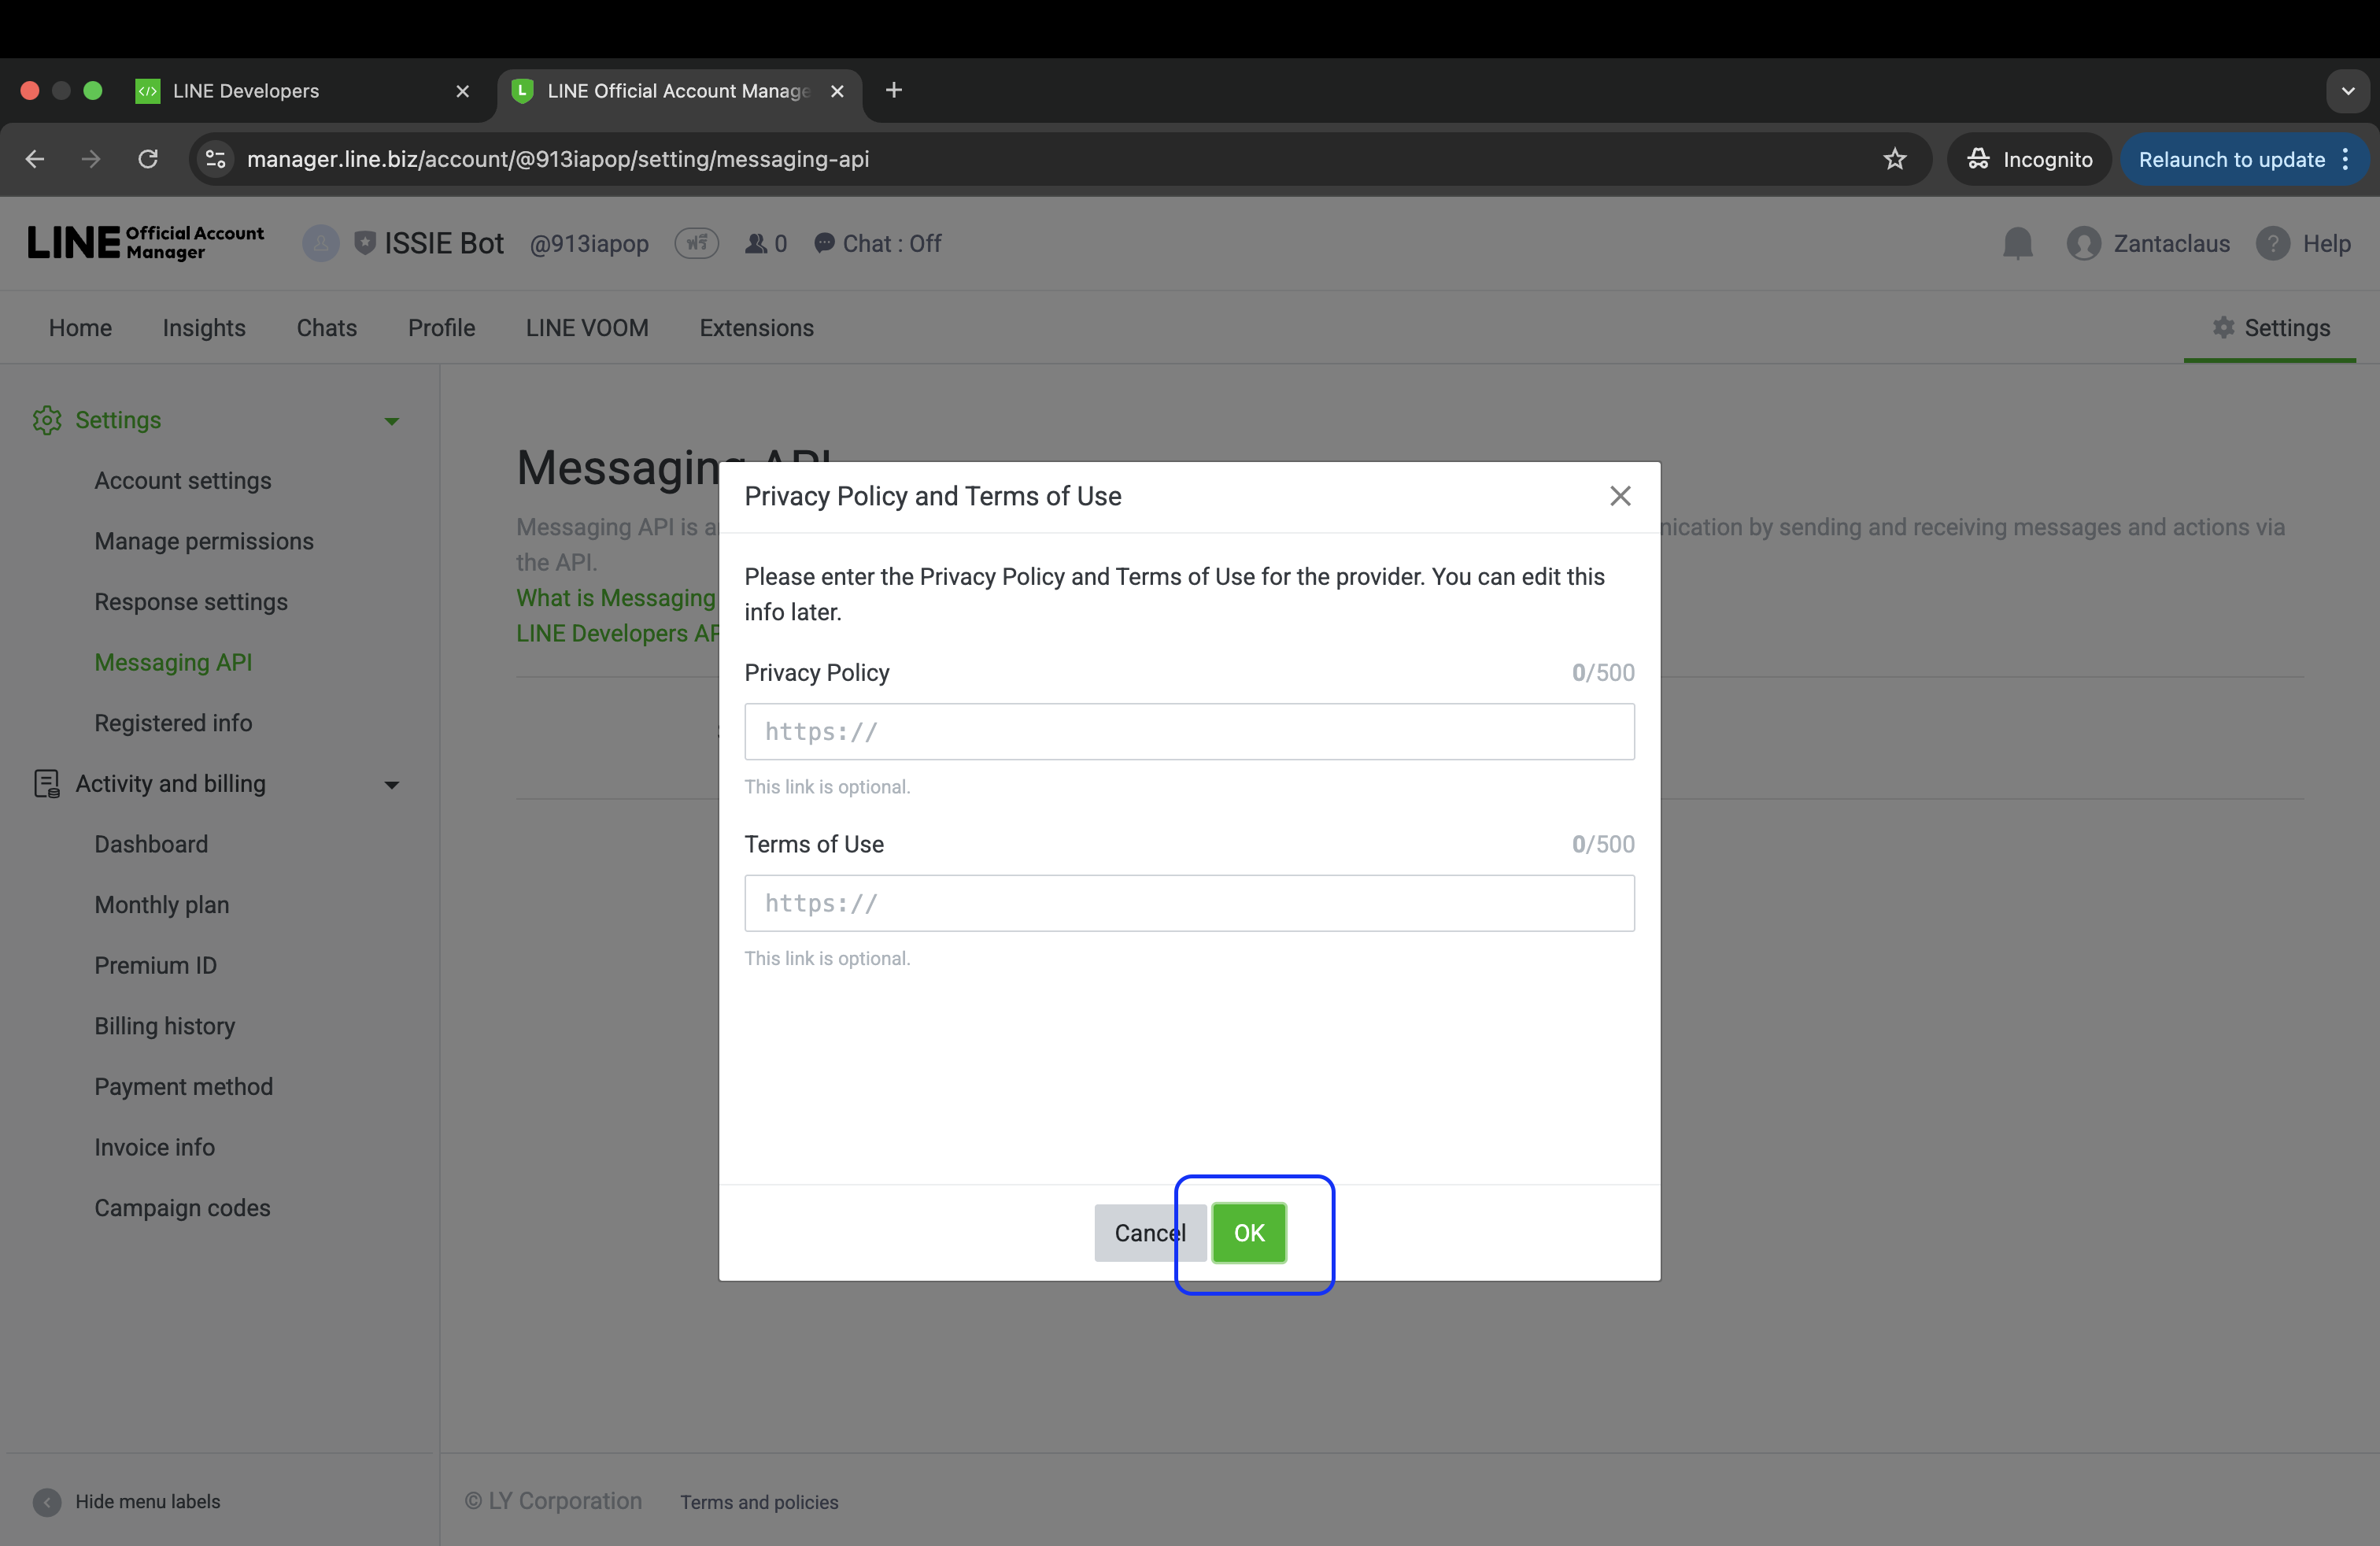 LINE Developers
LINE Official Account Manage
manager.line.biz/account/@913iapop/setting/messaging-api
Incognito
Relaunch to update
LINE Official Account Manager
ISSIE Bot
@913iapop
ฟรี
0
Chat : Off
Zantaclaus
Help
Home
Insights
Chats
Profile
LINE VOOM
Extensions
Settings
Settings
Account settings
Manage permissions
Response settings
Messaging API
Registered info
Activity and billing
Dashboard
Monthly plan
Premium ID
Billing history
Payment method
Invoice info
Campaign codes
Hide menu labels
Messaging API
Messaging API is a
nication by sending and receiving messages and actions via
the API.
What is Messaging
LINE Developers AP
Privacy Policy and Terms of Use
Please enter the Privacy Policy and Terms of Use for the provider. You can edit this
info later.
Privacy Policy
0/500
https://
This link is optional.
Terms of Use
0/500
https://
This link is optional.
Cancel
OK
© LY Corporation
Terms and policies